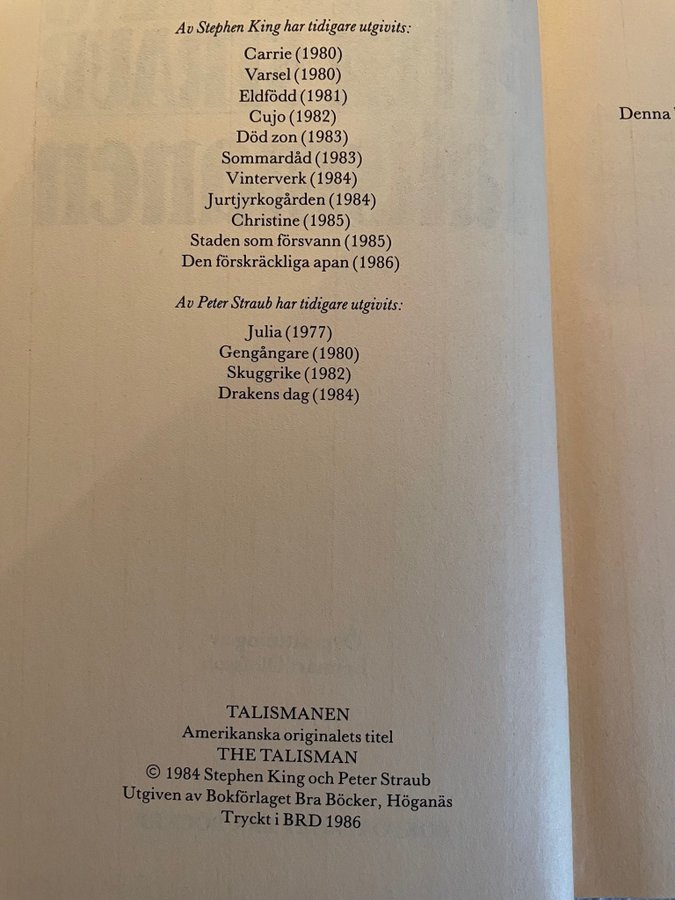 Av Stephen King har tidigare utgivits:
Carrie (1980)
Varsel (1980)
Eldfödd (1981)
Cujo (1982)
Död zon (1983)
Sommardåd (1983)
Vinterverk (1984)
Jurtjyrkogården (1984)
Christine (1985)
Staden som försvann (1985)
Den förskräckliga apan (1986)
Av Peter Straub har tidigare utgivits:
Julia (1977)
Gengångare (1980)
Skuggrike (1982)
Drakens dag (1984)
TALISMANEN
Amerikanska originalets titel
THE TALISMAN
© 1984 Stephen King och Peter Straub
Utgiven av Bokförlaget Bra Böcker, Höganäs
Tryckt i BRD 1986
Denna